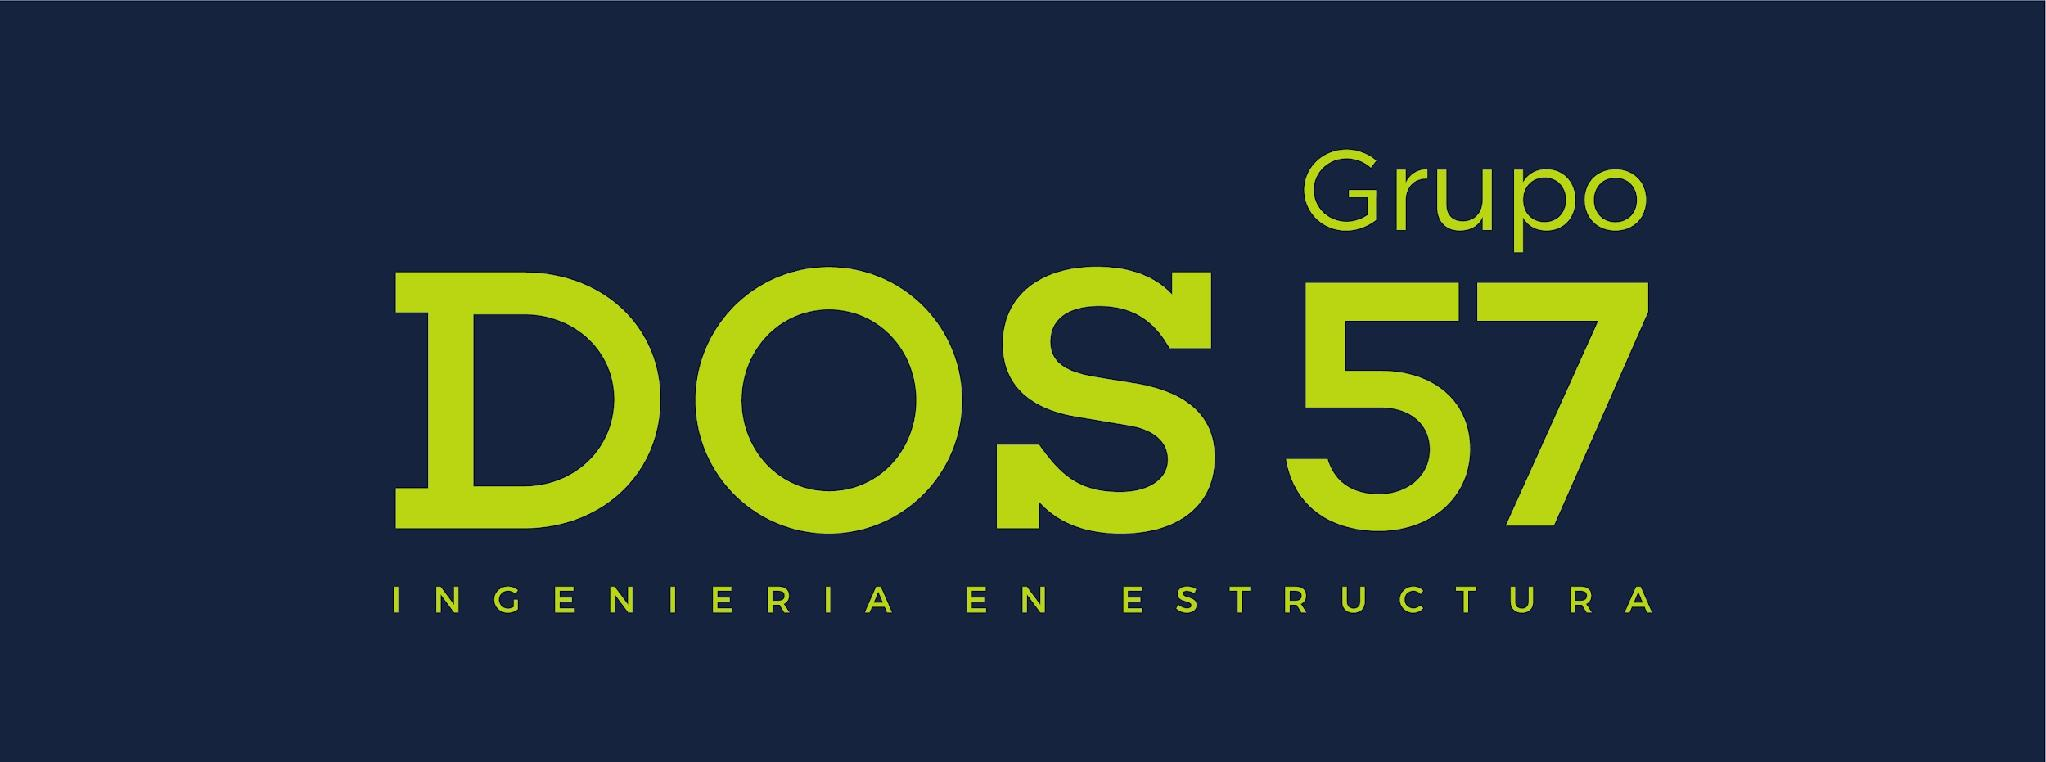 Grupo
DOS 57
INGENIERIA EN ESTRUCTURA